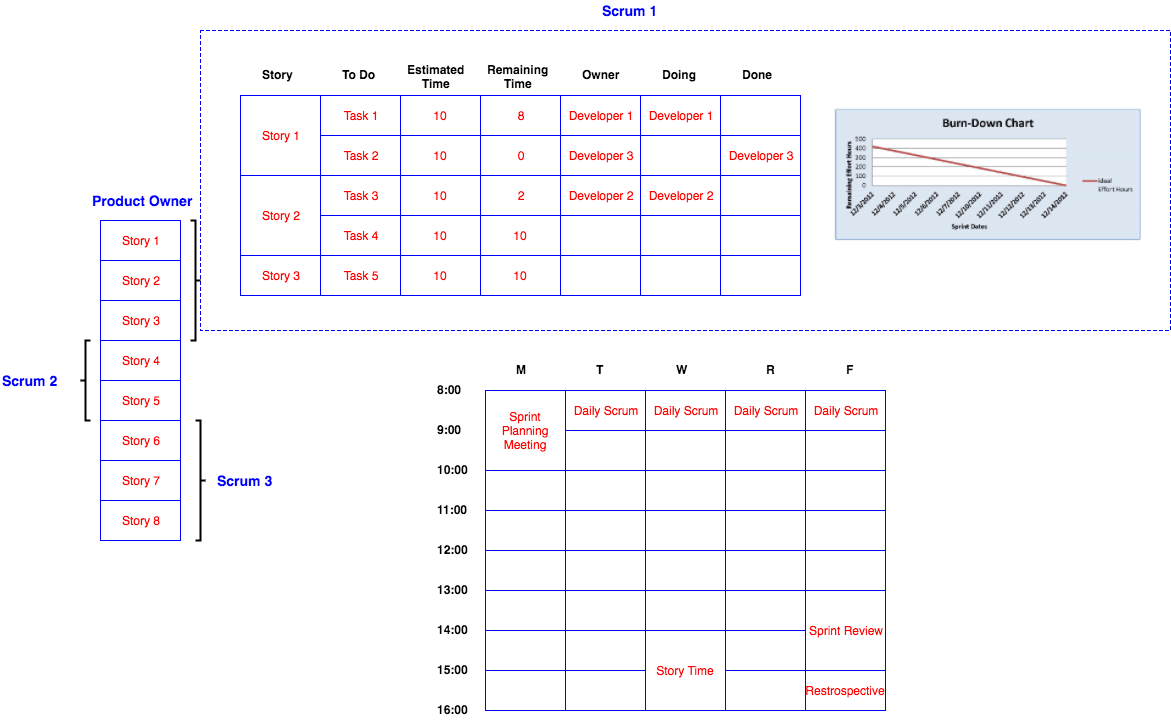 Scrum 1
Story To Do Estimated Time Remaining Time Owner Doing Done
Story 1 Task 1 10 8 Developer 1 Developer 1
Task 2 10 0 Developer 3 Developer 3
Story 2 Task 3 10 2 Developer 2 Developer 2
Task 4 10 10
Story 3 Task 5 10 10
Burn-Down Chart
Remaining Effort Hours
500
400
300
200
100
0
12/3/2012 12/4/2012 12/5/2012 12/6/2012 12/7/2012 12/10/2012 12/11/2012 12/12/2012 12/13/2012 12/14/2012
Sprint Dates
Ideal
Effort Hours
Product Owner
Story 1
Story 2
Story 3
Story 4
Story 5
Story 6
Story 7
Story 8
Scrum 2
Scrum 3
M T W R F
8:00
Sprint
Planning
Meeting
Daily Scrum Daily Scrum Daily Scrum Daily Scrum
9:00
10:00
11:00
12:00
13:00
14:00
Sprint Review
15:00
Story Time
Restrospective
16:00